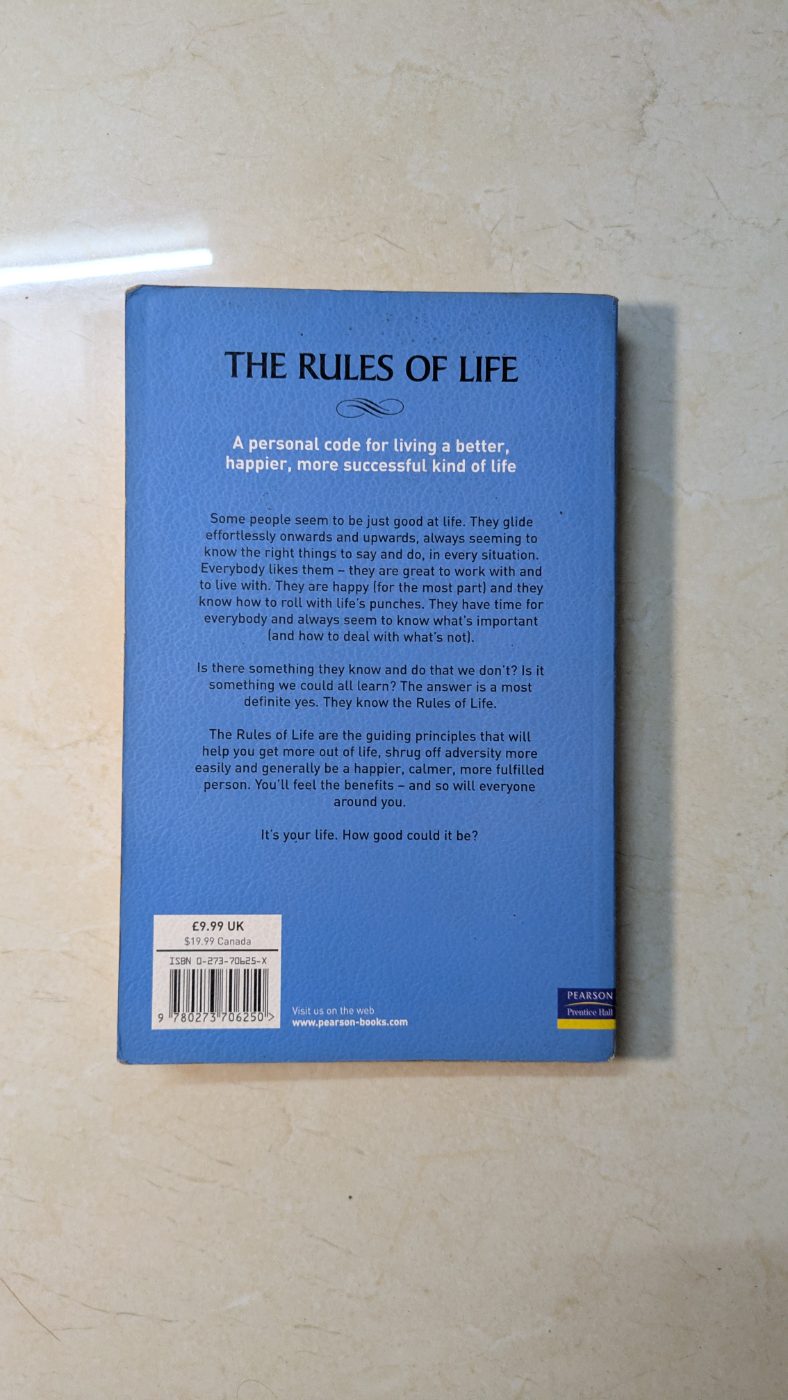 THE RULES OF LIFE
A personal code for living a better,
happier, more successful kind of life
Some people seem to be just good at life. They glide
effortlessly onwards and upwards, always seeming to
know the right things to say and do, in every situation.
Everybody likes them – they are great to work with and
to live with. They are happy (for the most part) and they
know how to roll with life's punches. They have time for
everybody and always seem to know what's important
(and how to deal with what's not).
Is there something they know and do that we don't? Is it
something we could all learn? The answer is a most
definite yes. They know the Rules of Life.
The Rules of Life are the guiding principles that will
help you get more out of life, shrug off adversity more
easily and generally be a happier, calmer, more fulfilled
person. You'll feel the benefits – and so will everyone
around you.
It's your life. How good could it be?
£9.99 UK
$19.99 Canada
ISBN 0-273-70625-X
9 780273 706250 >
Visit us on the web
www.pearson-books.com
PEARSON
Prentice Hall